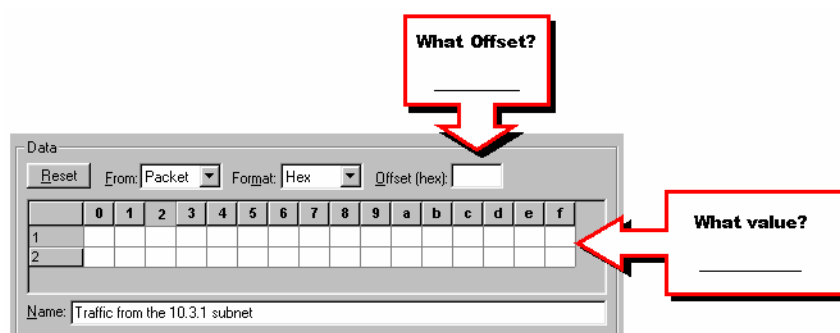 What Offset?
Data
Reset From: Packet Format: Hex Offset (hex):
0 1 2 3 4 5 6 7 8 9 a b c d e f
1
2
What value?
Name: Traffic from the 10.3.1 subnet